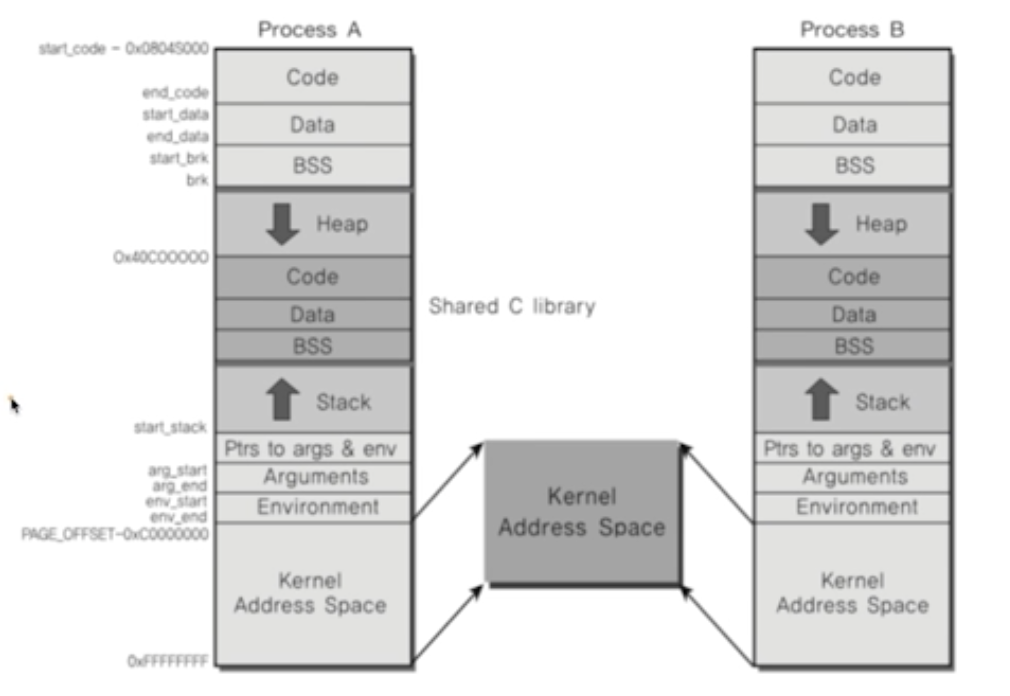 Process A
Process B
start_code - 0x08045000
Code
end_code
start_data
Data
end_data
start_brk
BSS
brk
Heap
0x40C00000
Code
Shared C library
Data
BSS
Stack
start_stack
Ptrs to args & env
arg_start
Arguments
arg_end
env_start
Environment
env_end
PAGE_OFFSET-0xC0000000
Kernel
Address Space
0xFFFFFFFF
Kernel
Address Space
Code
Data
BSS
Heap
Code
Data
BSS
Stack
Ptrs to args & env
Arguments
Environment
Kernel
Address Space